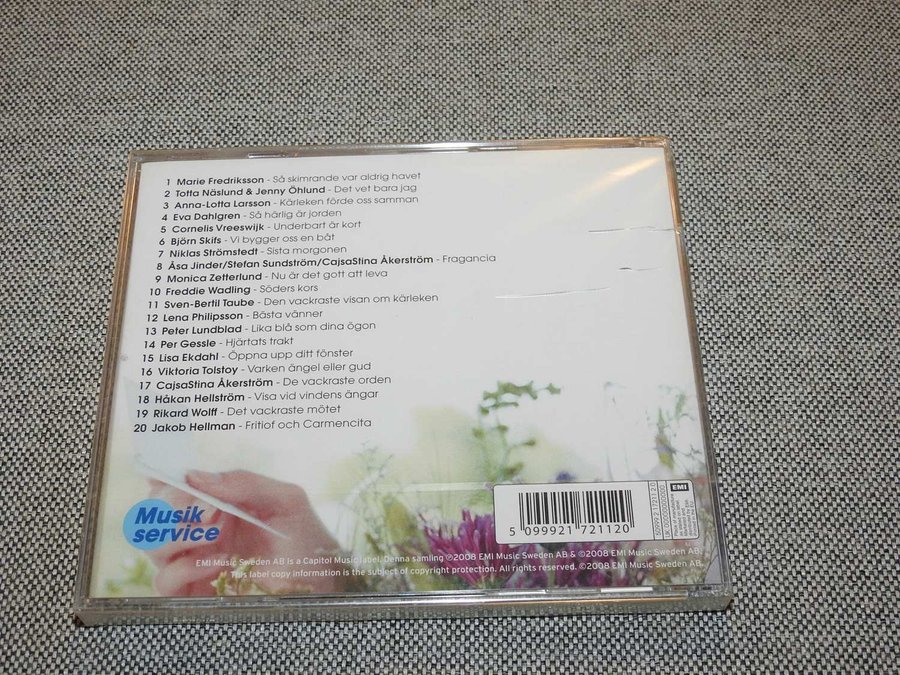 1 Marie Fredriksson - Så skimrande var aldrig havet
2 Totta Näslund & Jenny Öhlund - Det vet bara jag
3 Anna-Lotta Larsson - Kärleken förde oss samman
4 Eva Dahlgren - Så härlig är jorden
5 Cornelis Vreeswijk - Underbart är kort
6 Björn Skifs - Vi bygger oss en båt
7 Niklas Strömstedt - Sista morgonen
8 Åsa Jinder/Stefan Sundström/CajsaStina Åkerström - Fragancia
9 Monica Zetterlund - Nu är det gott att leva
10 Freddie Wadling - Söders kors
11 Sven-Bertil Taube - Den vackraste visan om kärleken
12 Lena Philipsson - Bästa vänner
13 Peter Lundblad - Lika blå som dina ögon
14 Per Gessle - Hjärtats trakt
15 Lisa Ekdahl - Öppna upp ditt fönster
16 Viktoria Tolstoy - Varken ängel eller gud
17 CajsaStina Åkerström - De vackraste orden
18 Håkan Hellström - Visa vid vindens ängar
19 Rikard Wolff - Det vackraste mötet
20 Jakob Hellman - Fritiof och Carmencita
Musik
service
5 099921 721120
EMI
EMI Music Sweden AB is a Capitol Music label. Denna samling ℗2008 EMI Music Sweden AB & ©2008 EMI Music Sweden AB.
This label copy information is the subject of copyright protection. All rights reserved. ©2008 EMI Music Sweden AB.